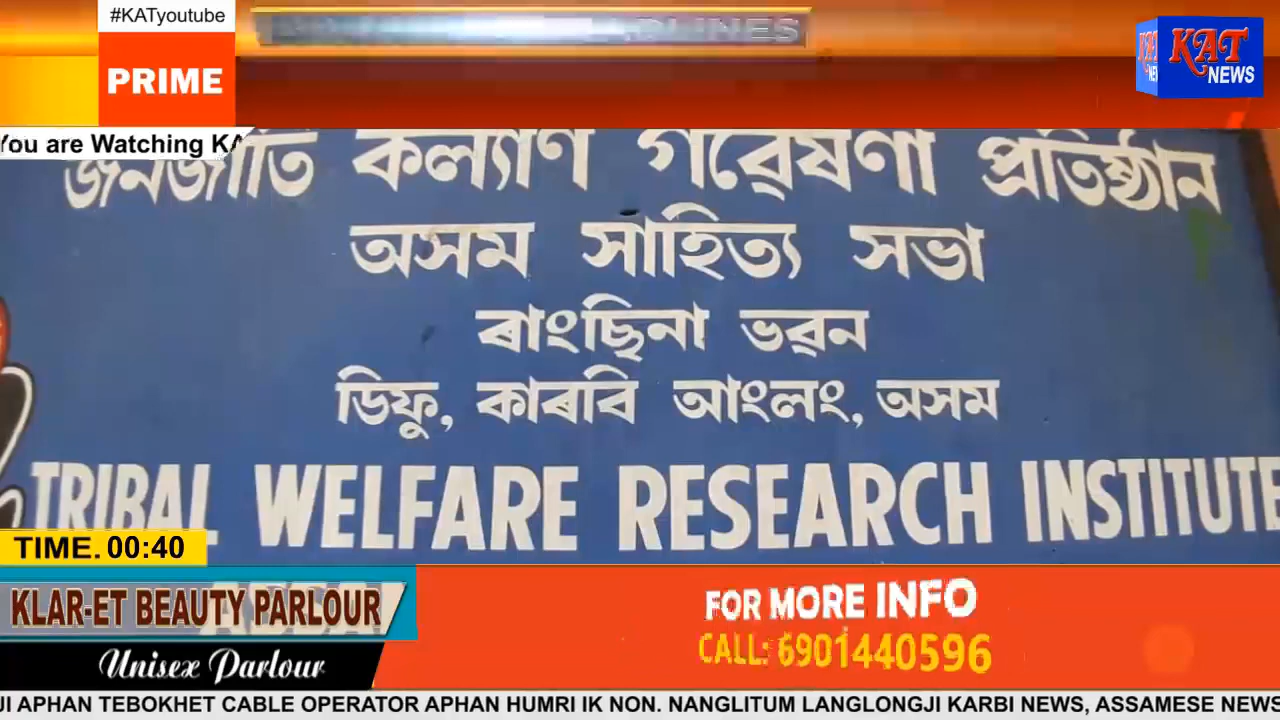 #KATyoutube
PRIME
KAT
NEWS
You are Watching KA
জনজাতি কল্যাণ গৱেষণা প্ৰতিষ্ঠান
অসম সাহিত্য সভা
ৰাংছিনা ভৱন
ডিফু, কাৰবি আংলং, অসম
TRIBAL WELFARE RESEARCH INSTITUTE
TIME. 00:40
KLAR-ET BEAUTY PARLOUR
Unisex Parlour
FOR MORE INFO
CALL: 6901440596
JI APHAN TEBOKHET CABLE OPERATOR APHAN HUMRI IK NON. NANGLITUM LANGLONGJI KARBI NEWS, ASSAMESE NEWS